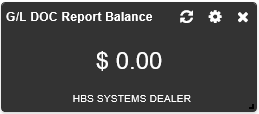 G/L DOC Report Balance
$ 0.00
HBS SYSTEMS DEALER